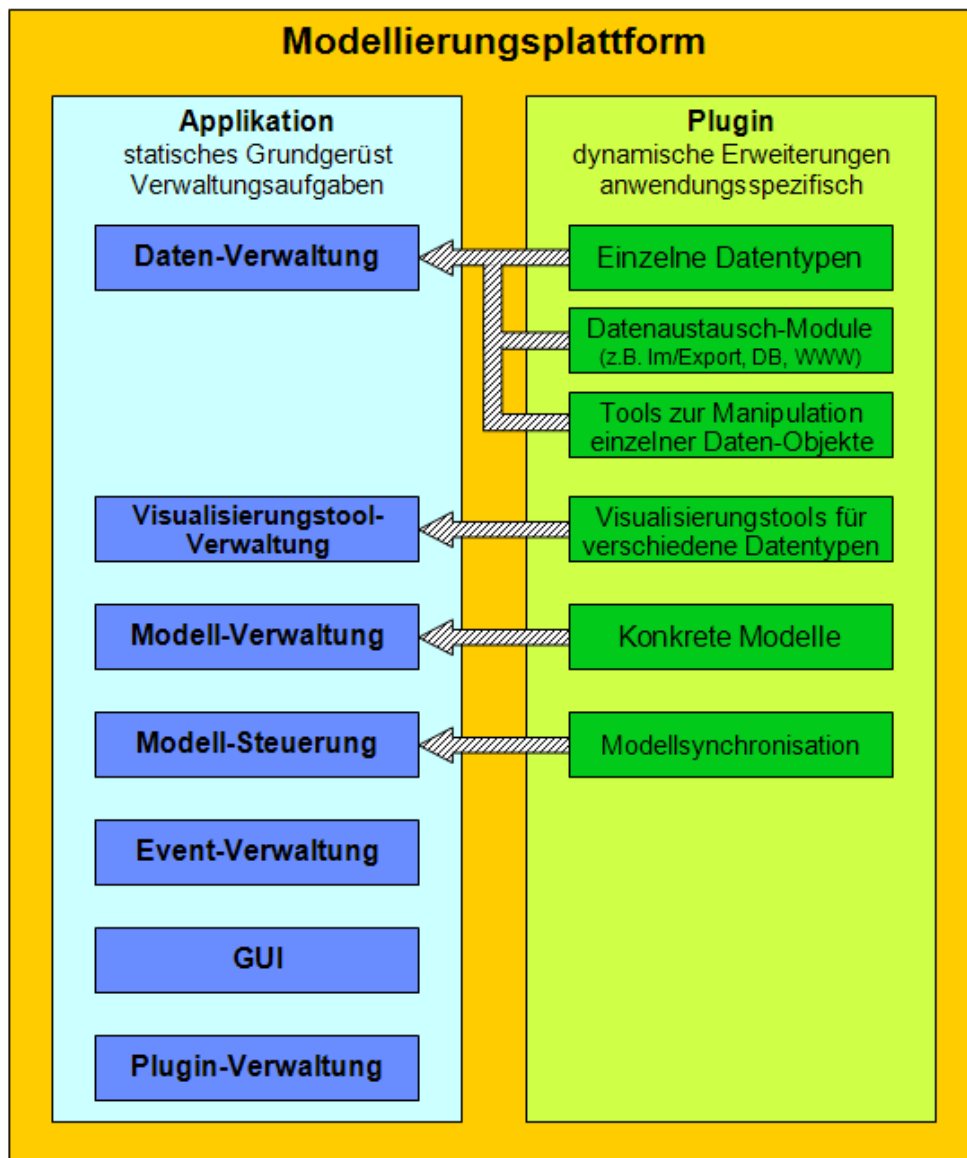 Modellierungsplattform
Applikation
statisches Grundgerüst
Verwaltungsaufgaben
Daten-Verwaltung
Visualisierungstool-
Verwaltung
Modell-Verwaltung
Modell-Steuerung
Event-Verwaltung
GUI
Plugin-Verwaltung
Plugin
dynamische Erweiterungen
anwendungsspezifisch
Einzelne Datentypen
Datenaustausch-Module
(z.B. Im/Export, DB, WWW)
Tools zur Manipulation
einzelner Daten-Objekte
Visualisierungstools für
verschiedene Datentypen
Konkrete Modelle
Modellsynchronisation